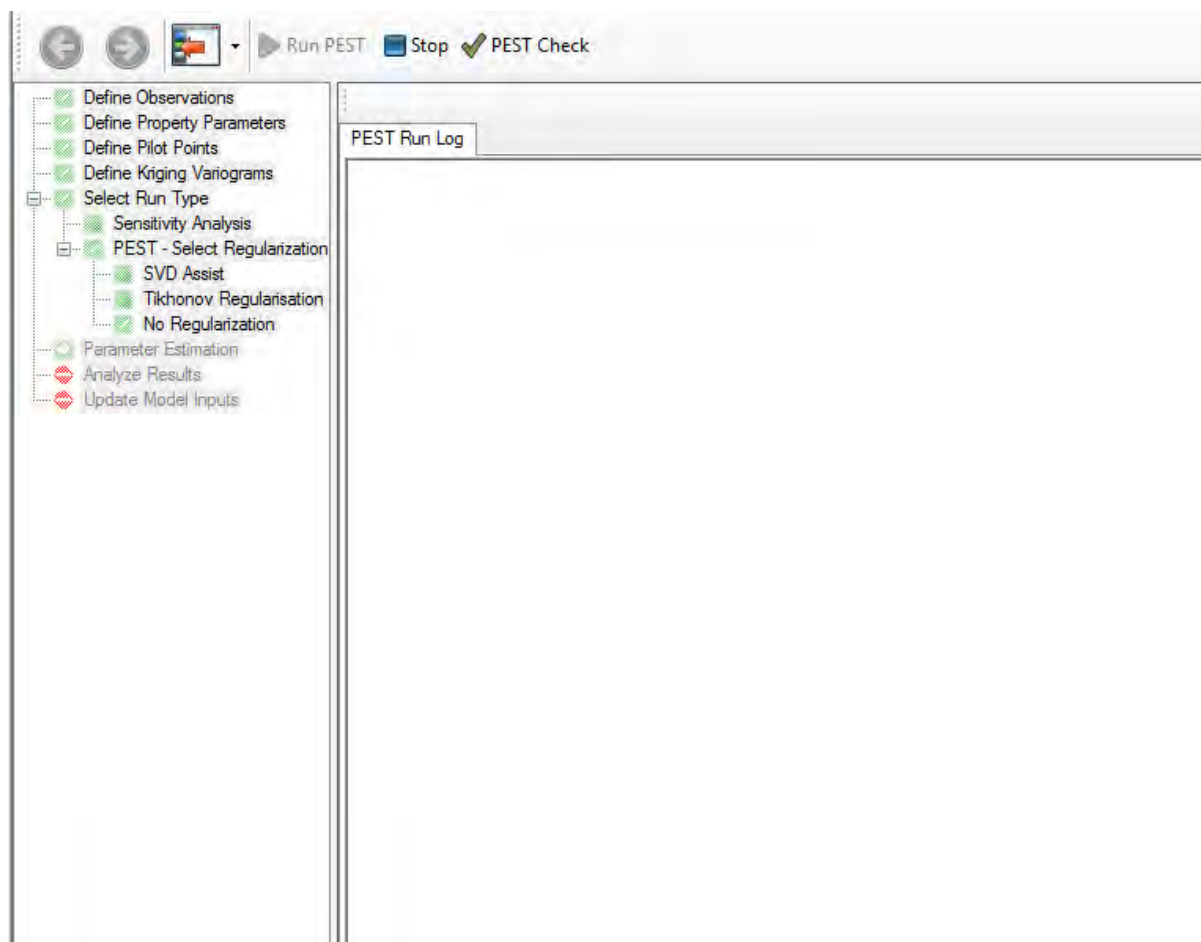 Run PEST Stop PEST Check
Define Observations
Define Property Parameters
Define Pilot Points
Define Kriging Variograms
Select Run Type
Sensitivity Analysis
PEST - Select Regularization
SVD Assist
Tikhonov Regularisation
No Regularization
Parameter Estimation
Analyze Results
Update Model Inputs
PEST Run Log